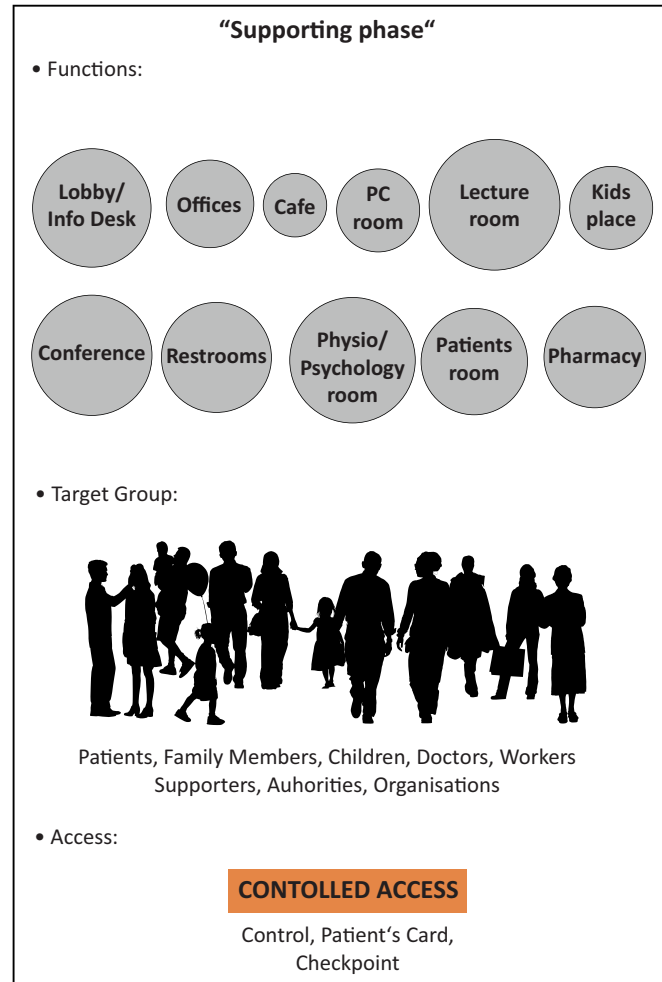 “Supporting phase“
• Functions:
Lobby/
Info Desk
Offices
Cafe
PC
room
Lecture
room
Kids
place
Conference
Restrooms
Physio/
Psychology
room
Patients
room
Pharmacy
• Target Group:
Patients, Family Members, Children, Doctors, Workers
Supporters, Auhorities, Organisations
• Access:
CONTOLLED ACCESS
Control, Patient‘s Card,
Checkpoint